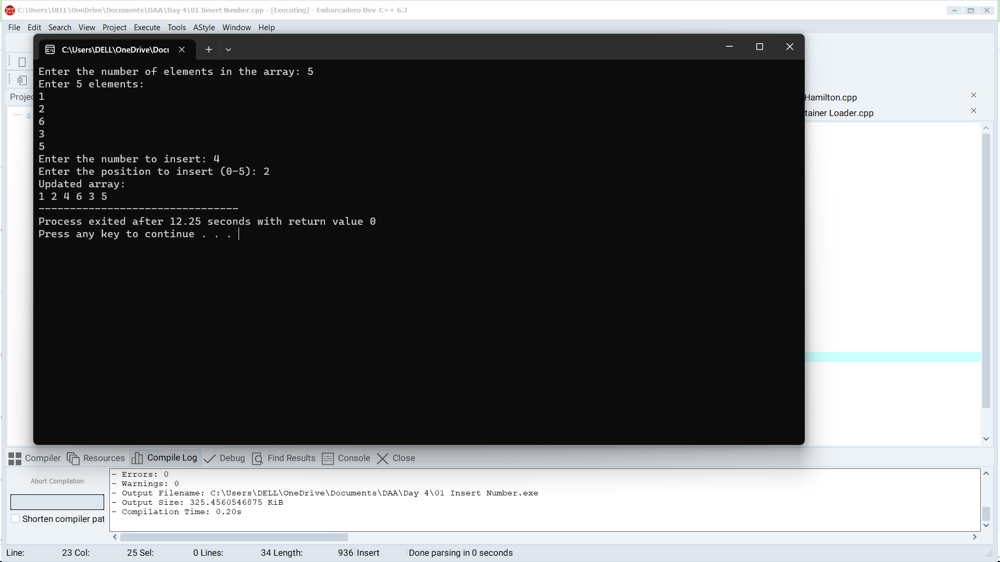 C:\Users\DELL\OneDrive\Documents\DAA\Day 4\01 Insert Number.cpp - [Executing] - Embarcadero Dev-C++ 6.3
File Edit Search View Project Execute Tools AStyle Window Help
C:\Users\DELL\OneDrive\Docu
Enter the number of elements in the array: 5
Enter 5 elements:
1
2
6
3
5
Enter the number to insert: 4
Enter the position to insert (0-5): 2
Updated array:
1 2 4 6 3 5
--------------------------------
Process exited after 12.25 seconds with return value 0
Press any key to continue . . .
Projec
Hamilton.cpp
tainer Loader.cpp
Compiler Resources Compile Log Debug Find Results Console Close
Abort Compilation
Shorten compiler pat
- Errors: 0
- Warnings: 0
- Output Filename: C:\Users\DELL\OneDrive\Documents\DAA\Day 4\01 Insert Number.exe
- Output Size: 325.4560546875 KiB
- Compilation Time: 0.20s
Line: 23 Col: 25 Sel: 0 Lines: 34 Length: 936 Insert Done parsing in 0 seconds